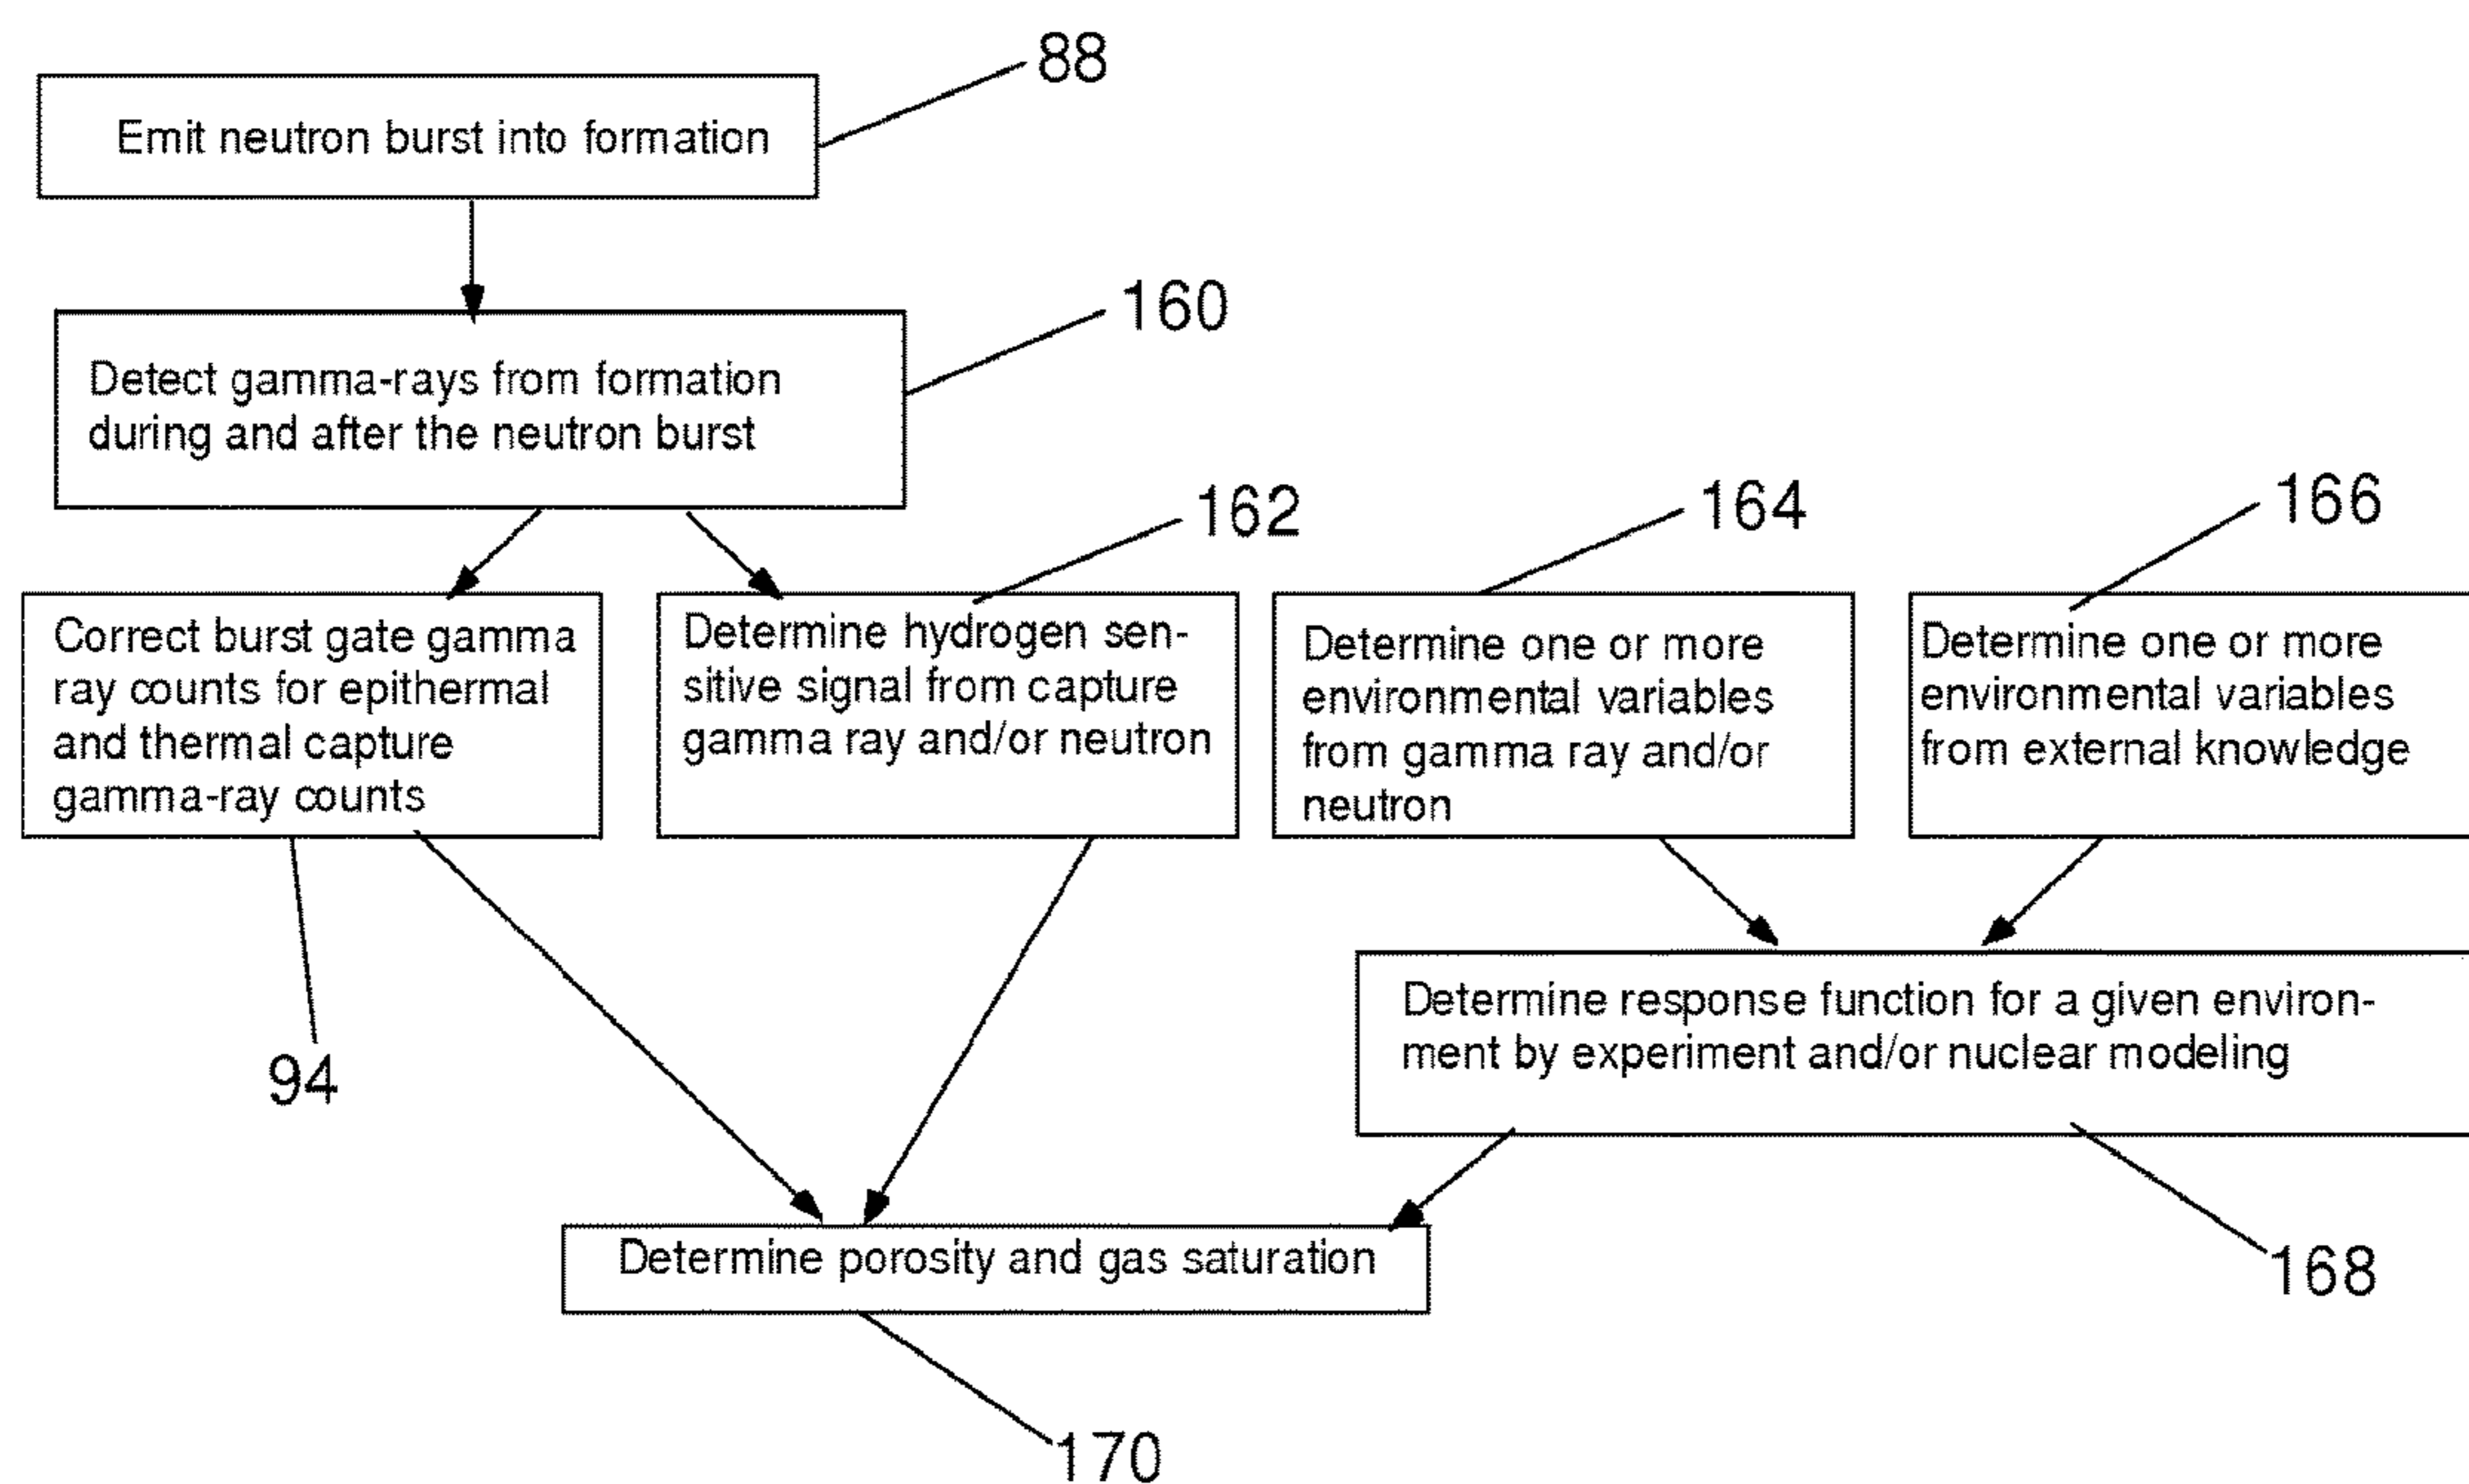 88
Emit neutron burst into formation
160
Detect gamma-rays from formation
during and after the neutron burst
162
164
166
Correct burst gate gamma
ray counts for epithermal
and thermal capture
gamma-ray counts
Determine hydrogen sen-
sitive signal from capture
gamma ray and/or neutron
Determine one or more
environmental variables
from gamma ray and/or
neutron
Determine one or more
environmental variables
from external knowledge
94
Determine response function for a given environ-
ment by experiment and/or nuclear modeling
168
Determine porosity and gas saturation
170